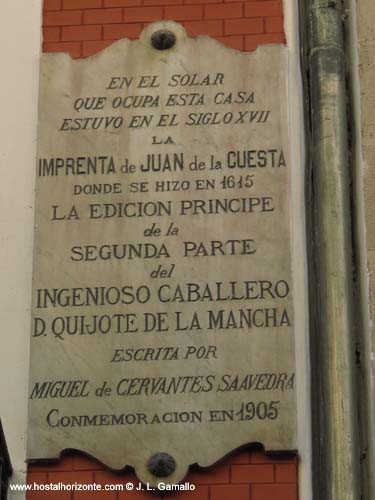 EN EL SOLAR
QUE OCUPA ESTA CASA
ESTUVO EN EL SIGLO XVII
LA
IMPRENTA de JUAN de la CUESTA
DONDE SE HIZO EN 1615
LA EDICION PRINCIPE
de la
SEGUNDA PARTE
del
INGENIOSO CABALLERO
D. QUIJOTE DE LA MANCHA
ESCRITA POR
MIGUEL de CERVANTES SAAVEDRA
CONMEMORACION EN 1905
www.hostalhorizonte.com © J. L. Gamallo